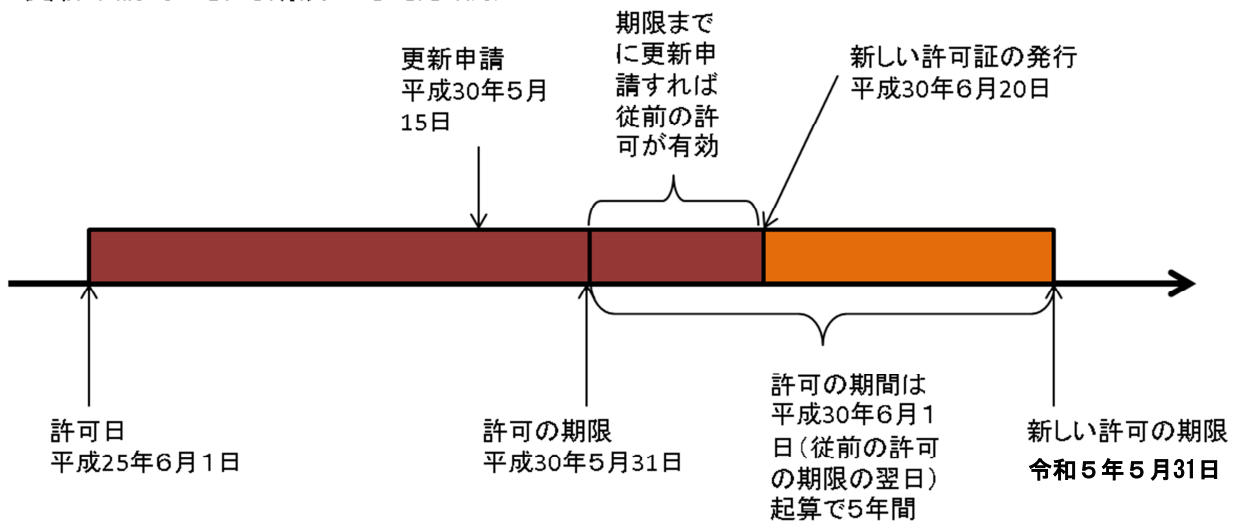 更新申請
平成30年５月
15日
期限まで
に更新申
請すれば
従前の許
可が有効
新しい許可証の発行
平成30年６月20日
許可日
平成25年６月１日
許可の期限
平成30年５月31日
許可の期間は
平成30年６月１
日（従前の許可
の期限の翌日）
起算で５年間
新しい許可の期限
令和５年５月31日